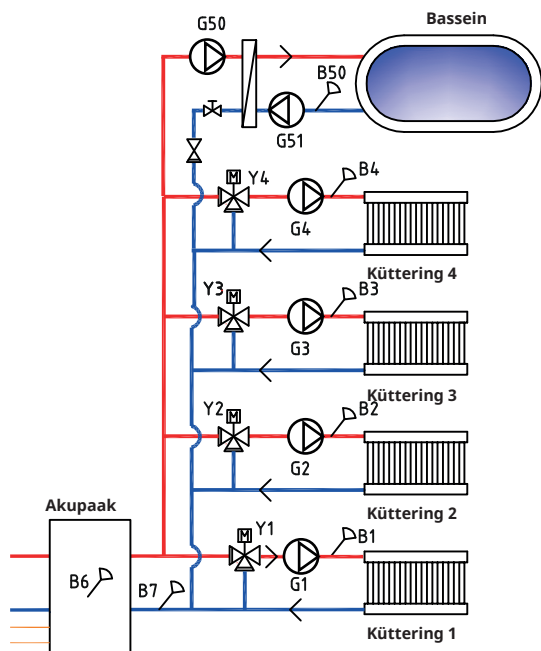 G50
Bassein
B50
G51
Y4
M
B4
G4
Küttering 4
Y3
M
B3
G3
Küttering 3
Y2
M
B2
G2
Küttering 2
Akupaak
Y1
M
B1
B6
B7
G1
Küttering 1